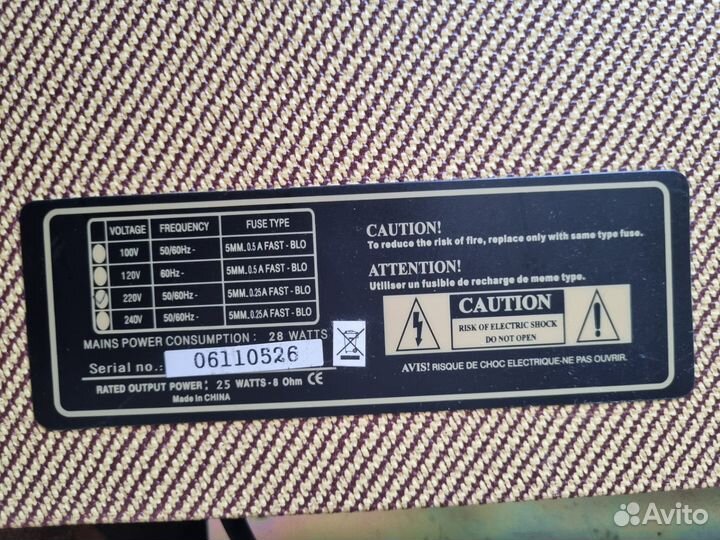 VOLTAGE FREQUENCY FUSE TYPE
100V 50/60Hz~ 5MM..0.5 A FAST - BLO
120V 60Hz~ 5MM..0.5 A FAST - BLO
220V 50/60Hz~ 5MM..0.25A FAST - BLO
240V 50/60Hz~ 5MM..0.25A FAST - BLO
MAINS POWER CONSUMPTION: 28 WATTS
Serial no.: 06110526
RATED OUTPUT POWER: 25 WATTS-8 Ohm CE
Made In CHINA
CAUTION!
To reduce the risk of fire, replace only with same type fuse.
ATTENTION!
Utiliser un fusible de recharge de meme type.
CAUTION
RISK OF ELECTRIC SHOCK
DO NOT OPEN
AVIS! RISQUE DE CHOC ELECTRIQUE-NE PAS OUVRIR.
Avito